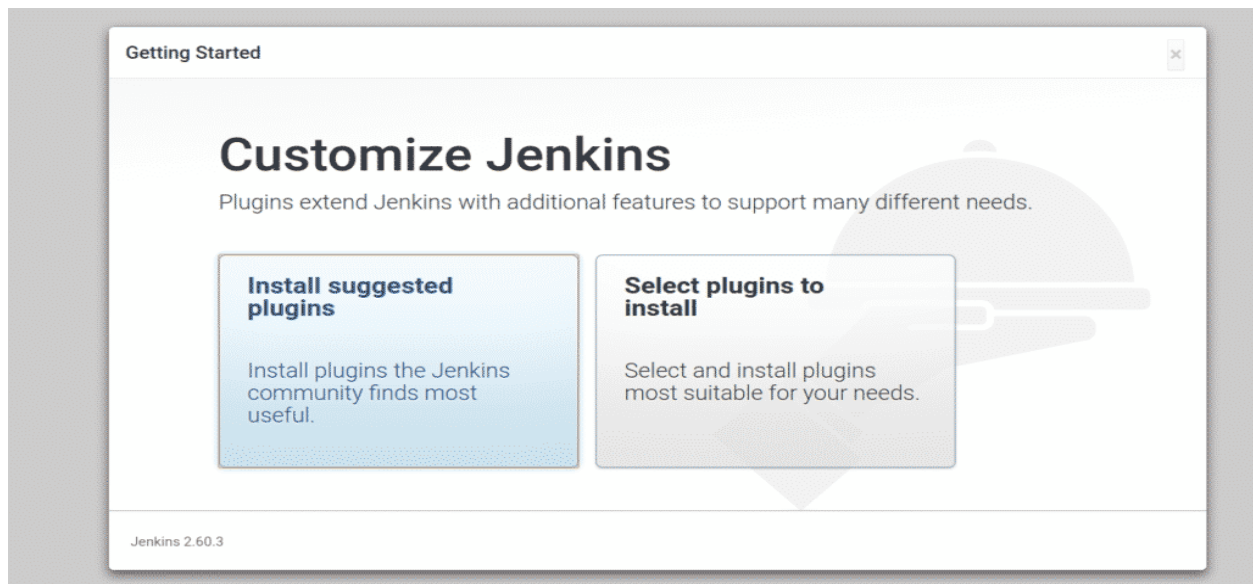 Getting Started
×
Customize Jenkins
Plugins extend Jenkins with additional features to support many different needs.
Install suggested
plugins
Install plugins the Jenkins
community finds most
useful.
Select plugins to
install
Select and install plugins
most suitable for your needs.
Jenkins 2.60.3